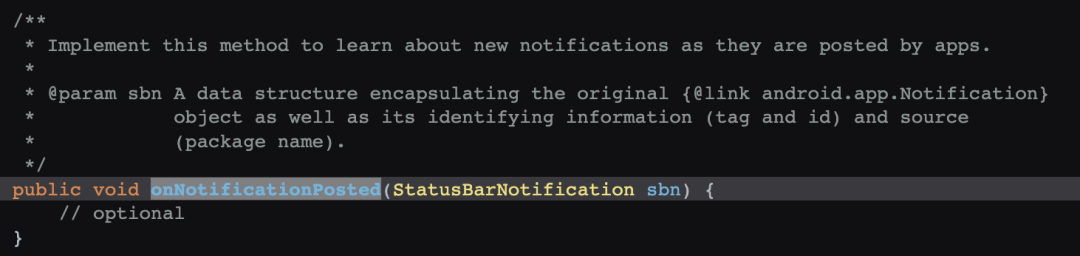 /**
 * Implement this method to learn about new notifications as they are posted by apps.
 *
 * @param sbn A data structure encapsulating the original {@link android.app.Notification}
 *            object as well as its identifying information (tag and id) and source
 *            (package name).
 */
public void onNotificationPosted(StatusBarNotification sbn) {
    // optional
}